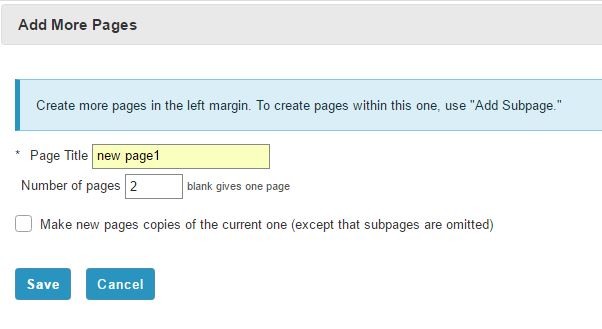 Add More Pages
Create more pages in the left margin. To create pages within this one, use "Add Subpage."
* Page Title new page1
Number of pages 2 blank gives one page
Make new pages copies of the current one (except that subpages are omitted)
Save Cancel